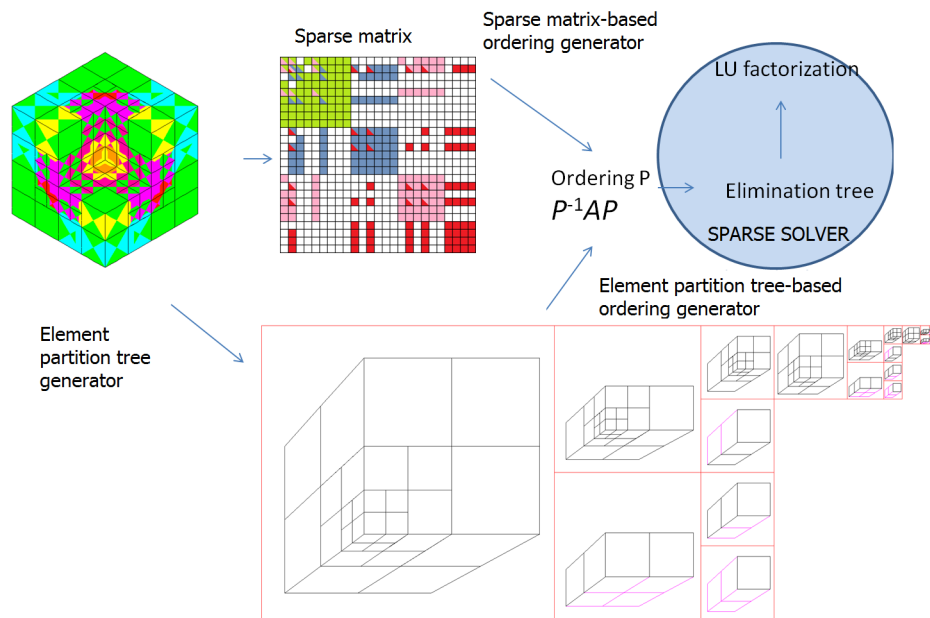 Sparse matrix
Sparse matrix-based
ordering generator
LU factorization
Ordering P
P⁻¹AP
Elimination tree
SPARSE SOLVER
Element partition tree-based
ordering generator
Element
partition tree
generator